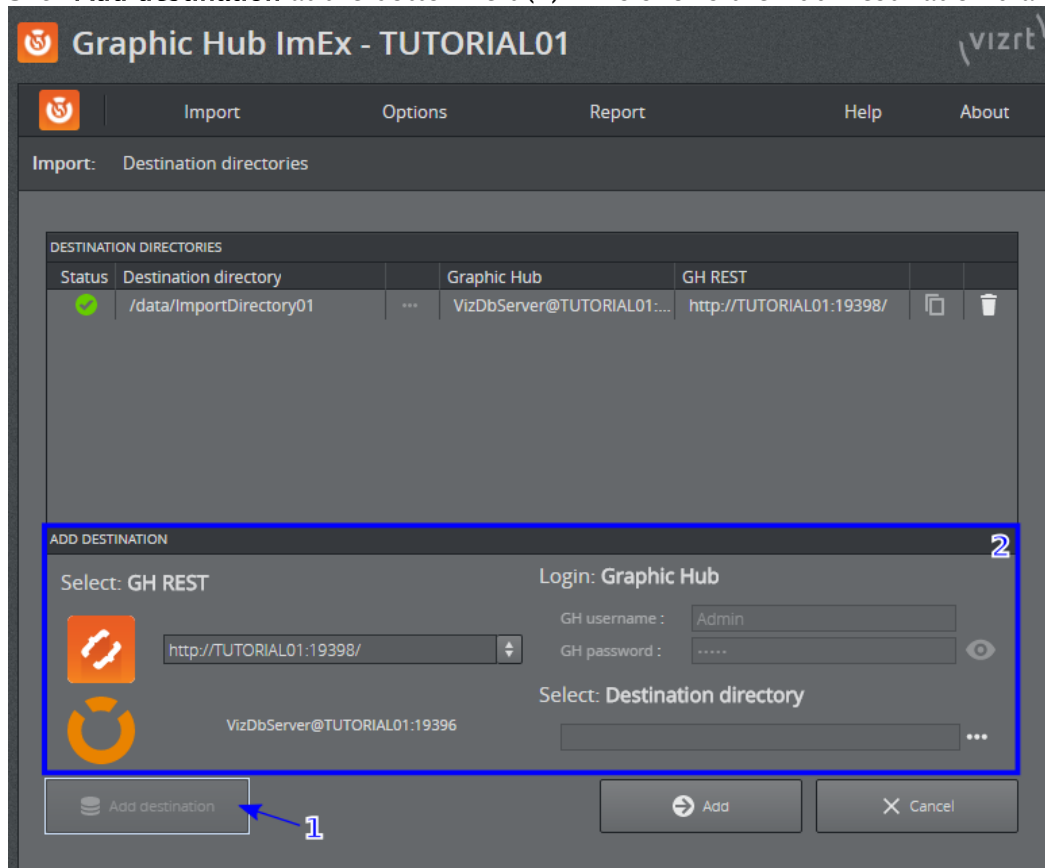 Graphic Hub ImEx - TUTORIAL01
vizrt
Import Options Report Help About
Import: Destination directories
DESTINATION DIRECTORIES
Status Destination directory ... Graphic Hub GH REST
/data/ImportDirectory01 ... VizDbServer@TUTORIAL01:... http://TUTORIAL01:19398/
ADD DESTINATION
2
Select: GH REST
Login: Graphic Hub
GH username : Admin
http://TUTORIAL01:19398/
GH password : .....
Select: Destination directory
VizDbServer@TUTORIAL01:19396
...
Add destination
1
Add
Cancel